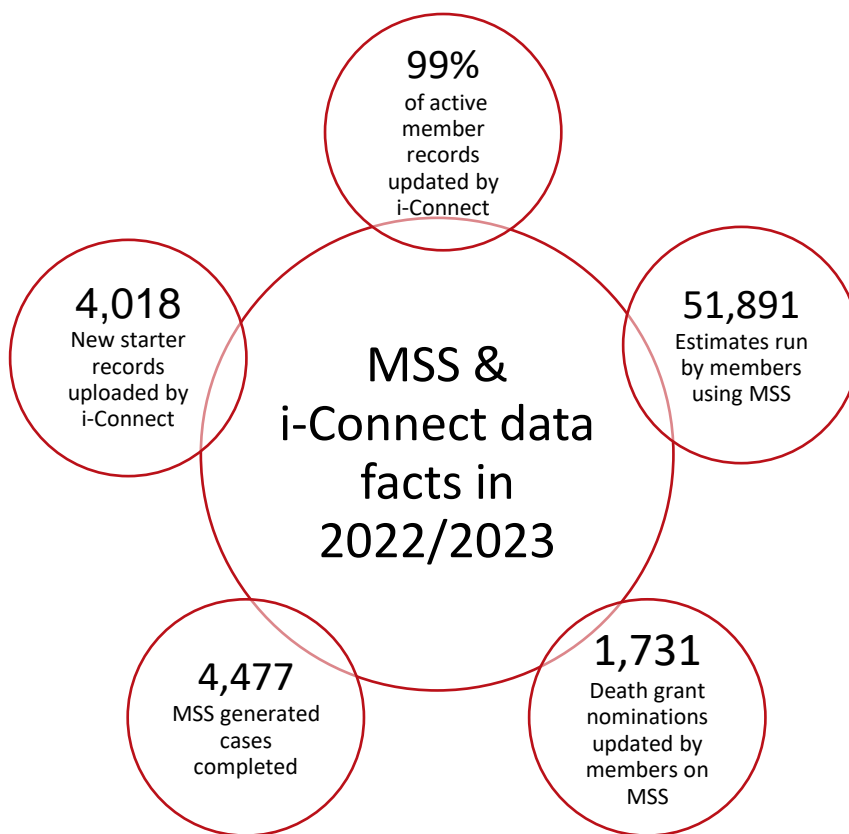 99%
of active
member
records
updated by
i-Connect
4,018
New starter
records
uploaded by
i-Connect
51,891
Estimates run
by members
using MSS
MSS &
i-Connect data
facts in
2022/2023
4,477
MSS generated
cases
completed
1,731
Death grant
nominations
updated by
members on
MSS